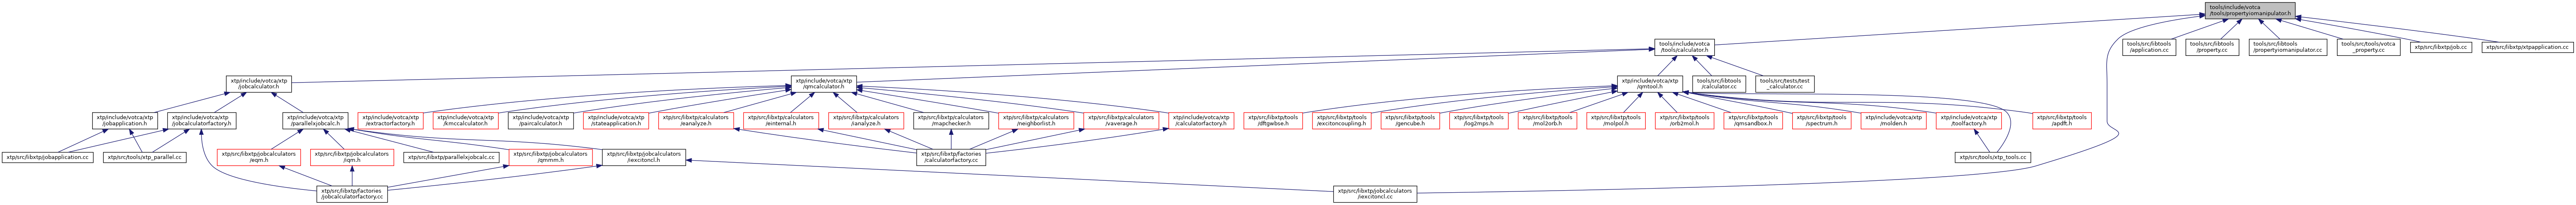 tools/include/votca
/tools/propertyiomanipulator.h
tools/include/votca
/tools/calculator.h
tools/src/libtools
/application.cc
tools/src/libtools
/property.cc
tools/src/libtools
/propertyiomanipulator.cc
tools/src/tools/votca
_property.cc
xtp/src/libxtp/job.cc
xtp/src/libxtp/xtpapplication.cc
xtp/include/votca/xtp
/jobcalculator.h
xtp/include/votca/xtp
/qmcalculator.h
xtp/include/votca/xtp
/qmtool.h
tools/src/libtools
/calculator.cc
tools/src/tests/test
_calculator.cc
xtp/include/votca/xtp
/jobapplication.h
xtp/include/votca/xtp
/jobcalculatorfactory.h
xtp/include/votca/xtp
/parallelxjobcalc.h
xtp/include/votca/xtp
/extractorfactory.h
xtp/include/votca/xtp
/kmccalculator.h
xtp/include/votca/xtp
/paircalculator.h
xtp/include/votca/xtp
/stateapplication.h
xtp/src/libxtp/calculators
/eanalyze.h
xtp/src/libxtp/calculators
/einternal.h
xtp/src/libxtp/calculators
/ianalyze.h
xtp/src/libxtp/calculators
/mapchecker.h
xtp/src/libxtp/calculators
/neighborlist.h
xtp/src/libxtp/calculators
/vaverage.h
xtp/include/votca/xtp
/calculatorfactory.h
xtp/src/libxtp/tools
/dftgwbse.h
xtp/src/libxtp/tools
/excitoncoupling.h
xtp/src/libxtp/tools
/gencube.h
xtp/src/libxtp/tools
/log2mps.h
xtp/src/libxtp/tools
/mol2orb.h
xtp/src/libxtp/tools
/molpol.h
xtp/src/libxtp/tools
/orb2mol.h
xtp/src/libxtp/tools
/qmsandbox.h
xtp/src/libxtp/tools
/spectrum.h
xtp/include/votca/xtp
/molden.h
xtp/include/votca/xtp
/toolfactory.h
xtp/src/libxtp/tools
/apdft.h
xtp/src/libxtp/jobapplication.cc
xtp/src/tools/xtp_parallel.cc
xtp/src/libxtp/jobcalculators
/eqm.h
xtp/src/libxtp/jobcalculators
/iqm.h
xtp/src/libxtp/parallelxjobcalc.cc
xtp/src/libxtp/jobcalculators
/qmmm.h
xtp/src/libxtp/jobcalculators
/iexcitoncl.h
xtp/src/libxtp/factories
/calculatorfactory.cc
xtp/src/tools/xtp_tools.cc
xtp/src/libxtp/factories
/jobcalculatorfactory.cc
xtp/src/libxtp/jobcalculators
/iexcitoncl.cc